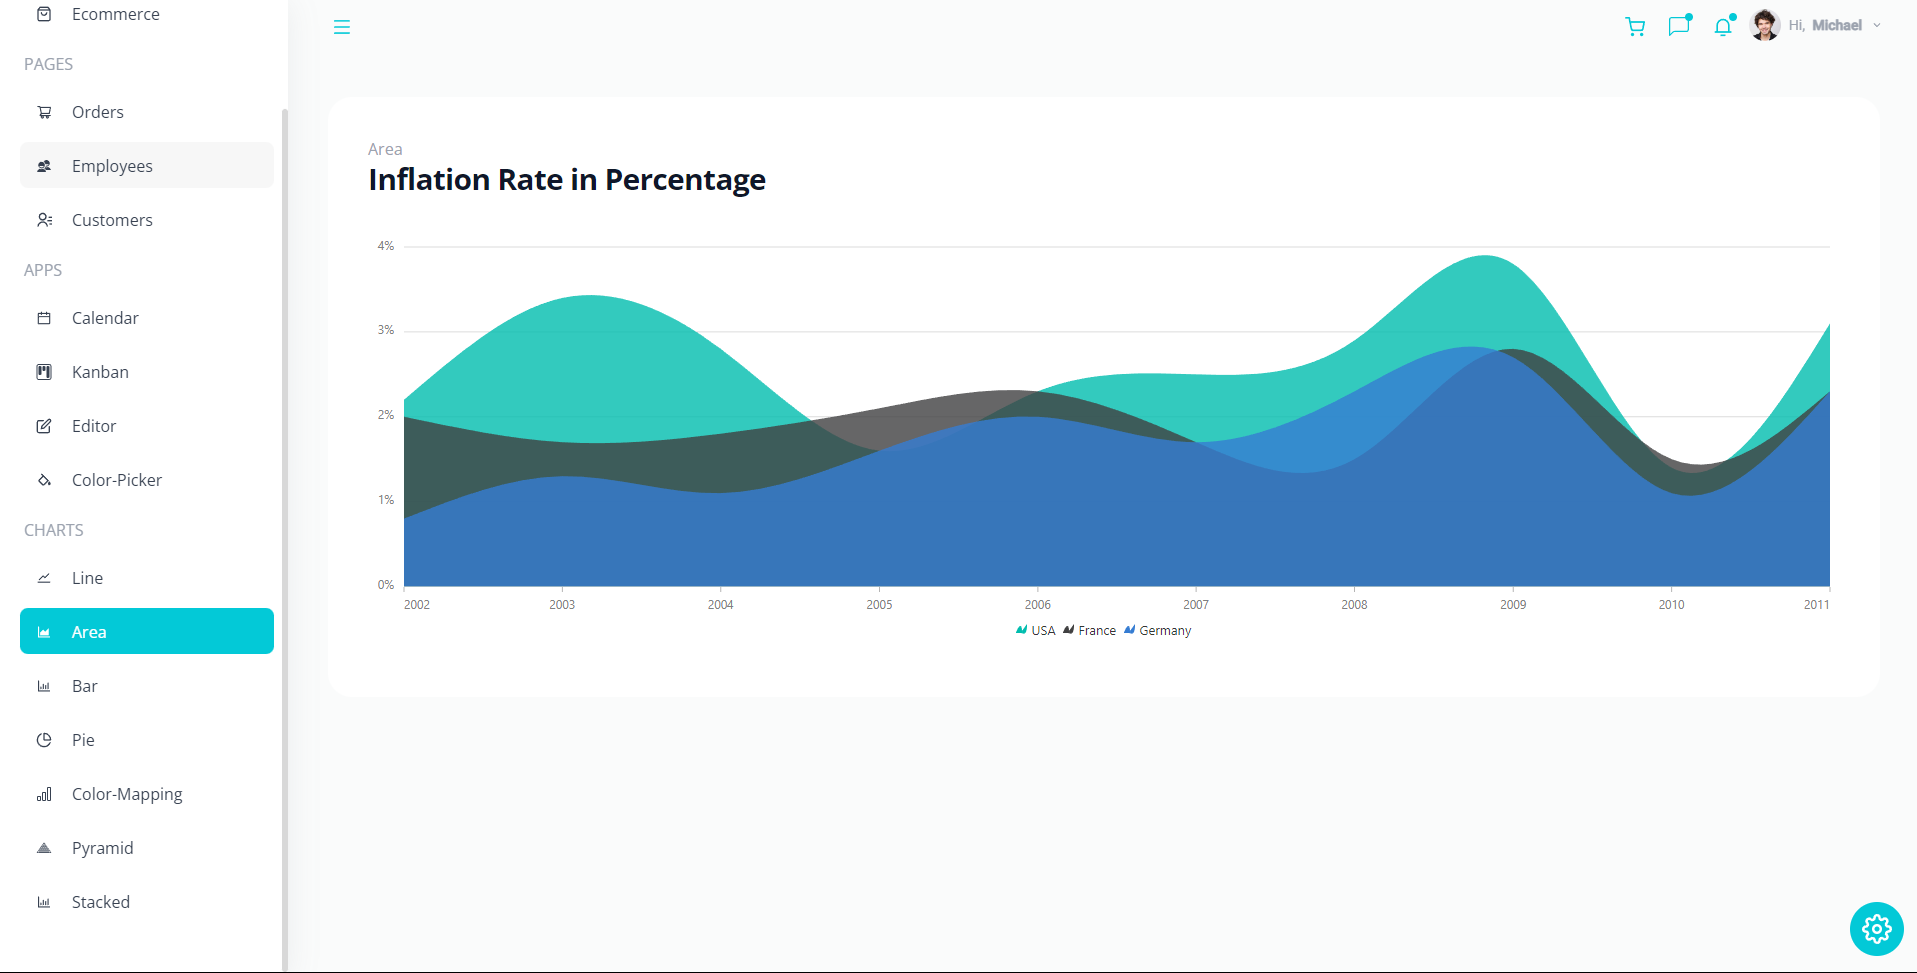 Ecommerce
PAGES
Orders
Employees
Customers
APPS
Calendar
Kanban
Editor
Color-Picker
CHARTS
Line
Area
Bar
Pie
Color-Mapping
Pyramid
Stacked
Hi, Michael
Area
Inflation Rate in Percentage
4%
3%
2%
1%
0%
2002 2003 2004 2005 2006 2007 2008 2009 2010 2011
USA France Germany